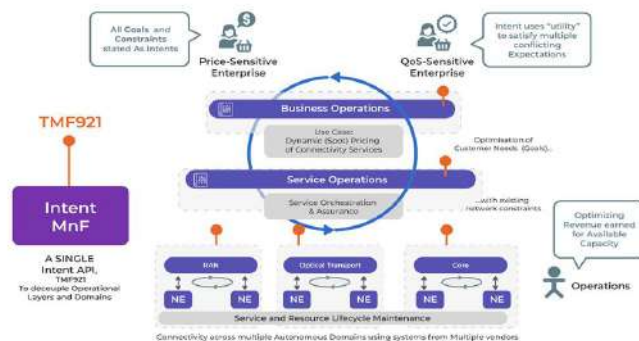 All Goals and
Constraints
stated As Intents
Price-Sensitive
Enterprise
QoS-Sensitive
Enterprise
Intent uses "utility"
to satisfy multiple
conflicting
Expectations
Business Operations
Use Case:
Dynamic (Spot) Pricing
of Connectivity Services
Optimisation of
Customer Needs (Goals)...
TMF921
Intent
MnF
A SINGLE
Intent API,
TMF921
To decouple Operational
Layers and Domains
Service Operations
Service Orchestration
& Assurance
...with existing
network constraints
Optimizing
Revenue earned
for Available
Capacity
Operations
RAN
Optical Transport
Core
NE
NE
NE
NE
NE
NE
Service and Resource Lifecycle Maintenance
Connectivity across multiple Autonomous Domains using systems from Multiple vendors